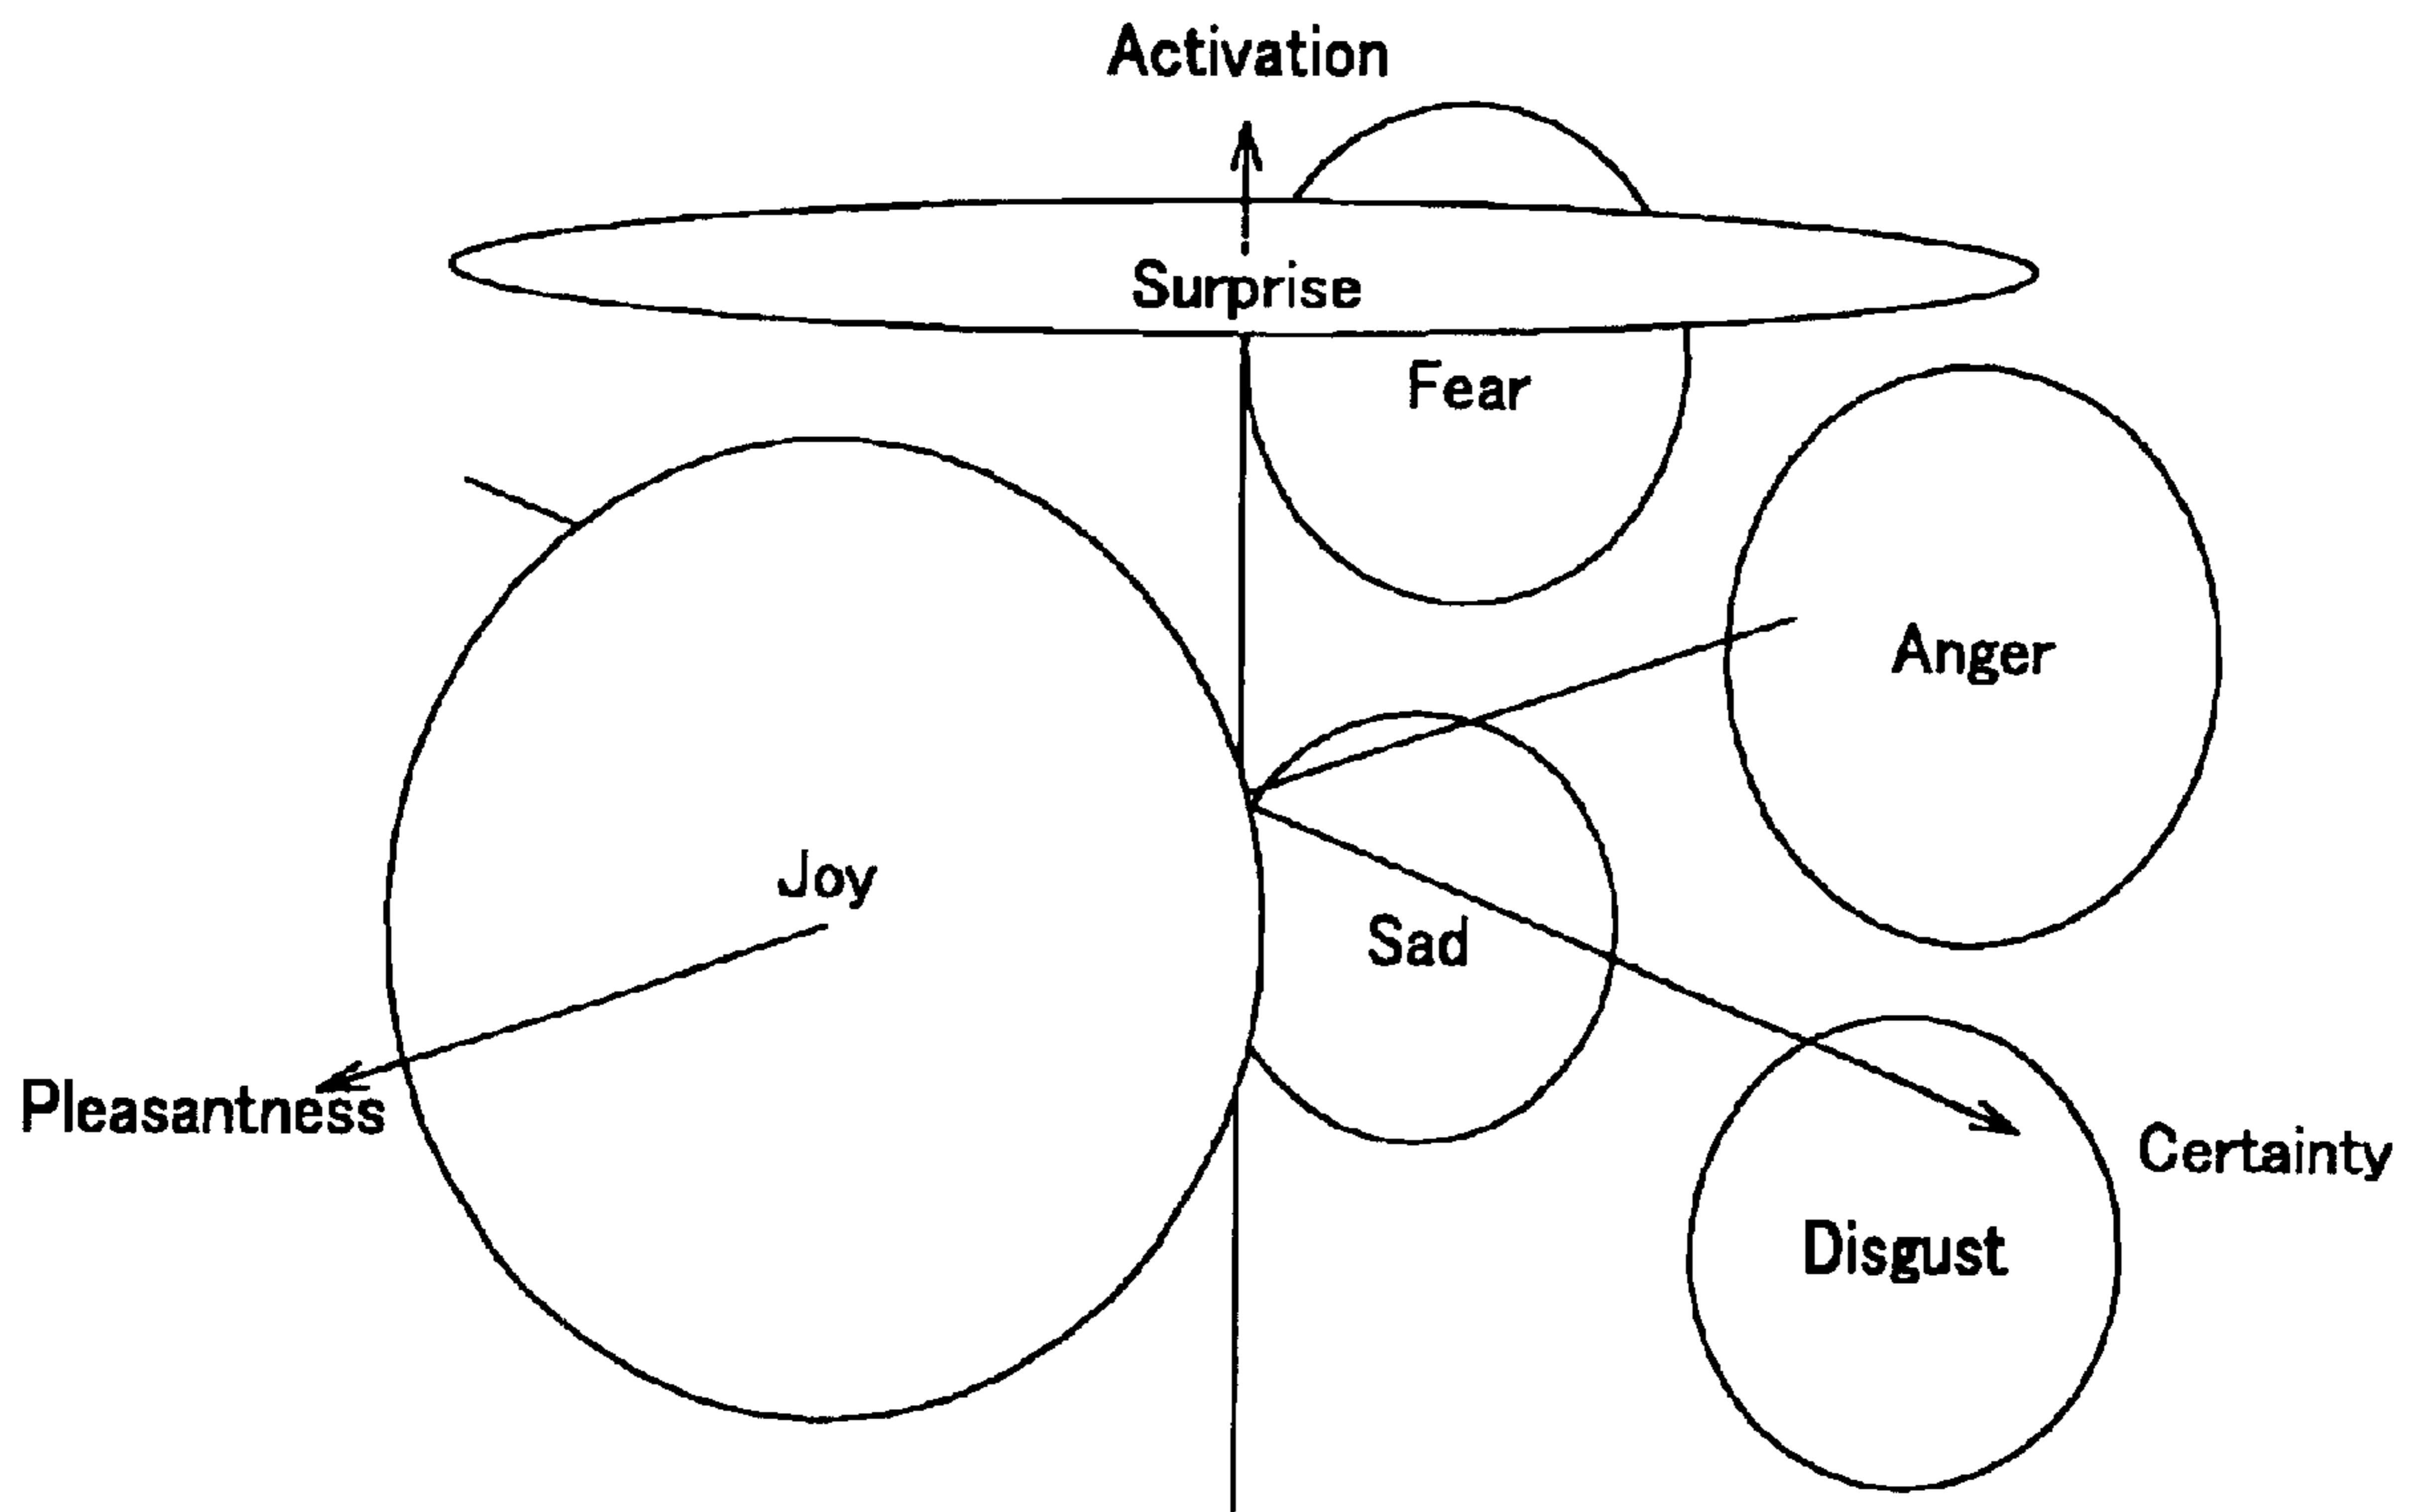 Activation
Surprise
Fear
Anger
Joy
Sad
Pleasantness
Certainty
Disgust